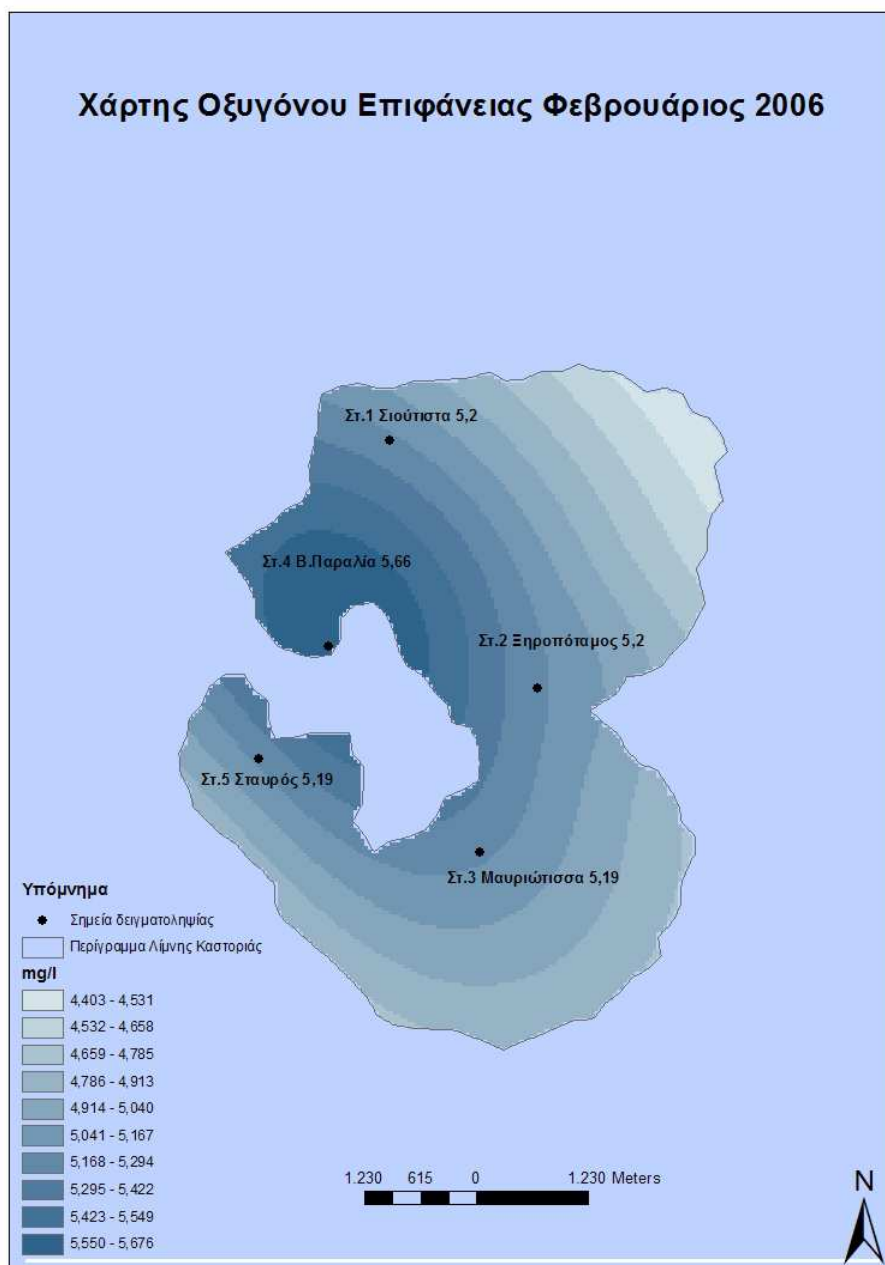 Χάρτης Οξυγόνου Επιφάνειας Φεβρουάριος 2006
Στ.1 Σιούτιστα 5,2
Στ.4 Β.Παραλία 5,66
Στ.2 Ξηροπόταμος 5,2
Στ.5 Σταυρός 5,19
Στ.3 Μαυριώτισσα 5,19
Υπόμνημα
Σημεία δειγματοληψίας
Περίγραμμα Λίμνης Καστοριάς
mg/l
4,403 - 4,531
4,532 - 4,658
4,659 - 4,785
4,786 - 4,913
4,914 - 5,040
5,041 - 5,167
5,168 - 5,294
5,295 - 5,422
5,423 - 5,549
5,550 - 5,676
1.230 615 0 1.230 Meters
N